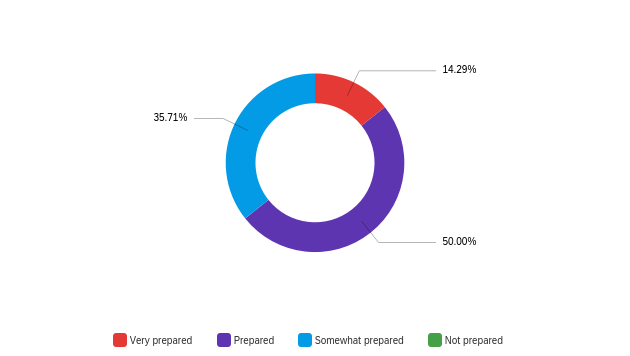 14.29%
35.71%
50.00%
Very prepared
Prepared
Somewhat prepared
Not prepared